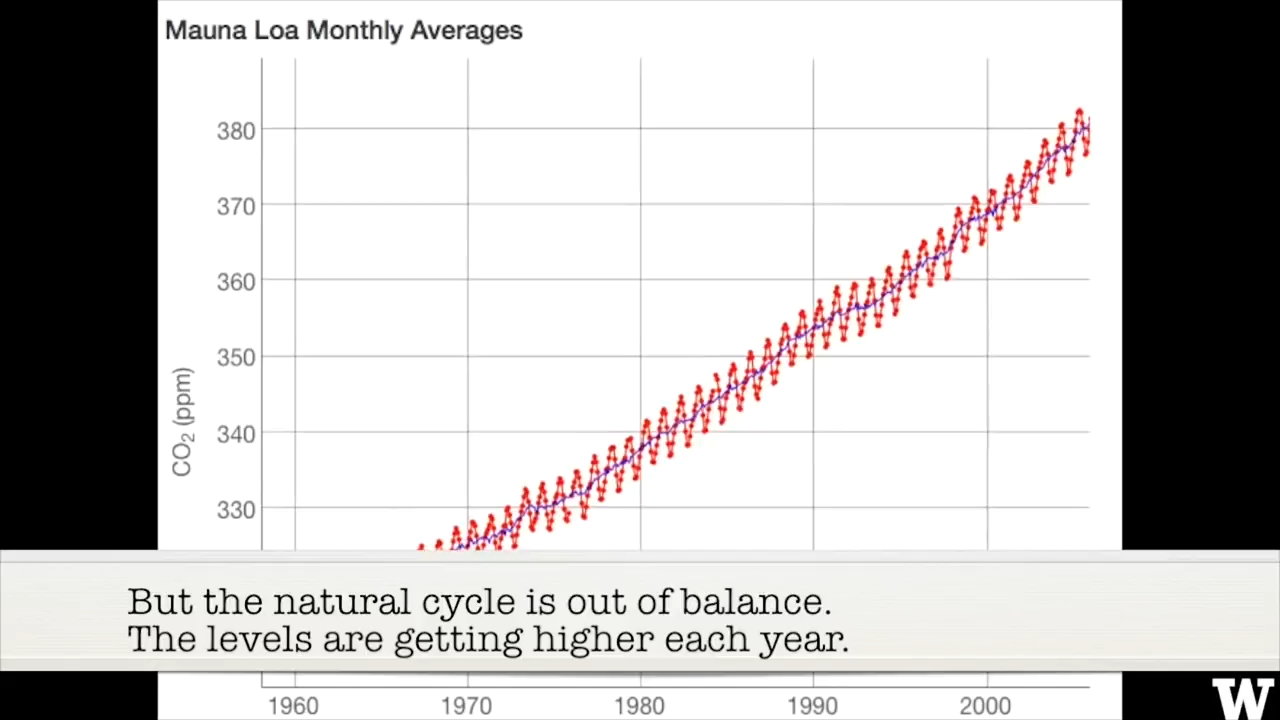 Mauna Loa Monthly Averages
380
370
360
350
340
330
CO₂ (ppm)
But the natural cycle is out of balance.
The levels are getting higher each year.
1960 1970 1980 1990 2000
W